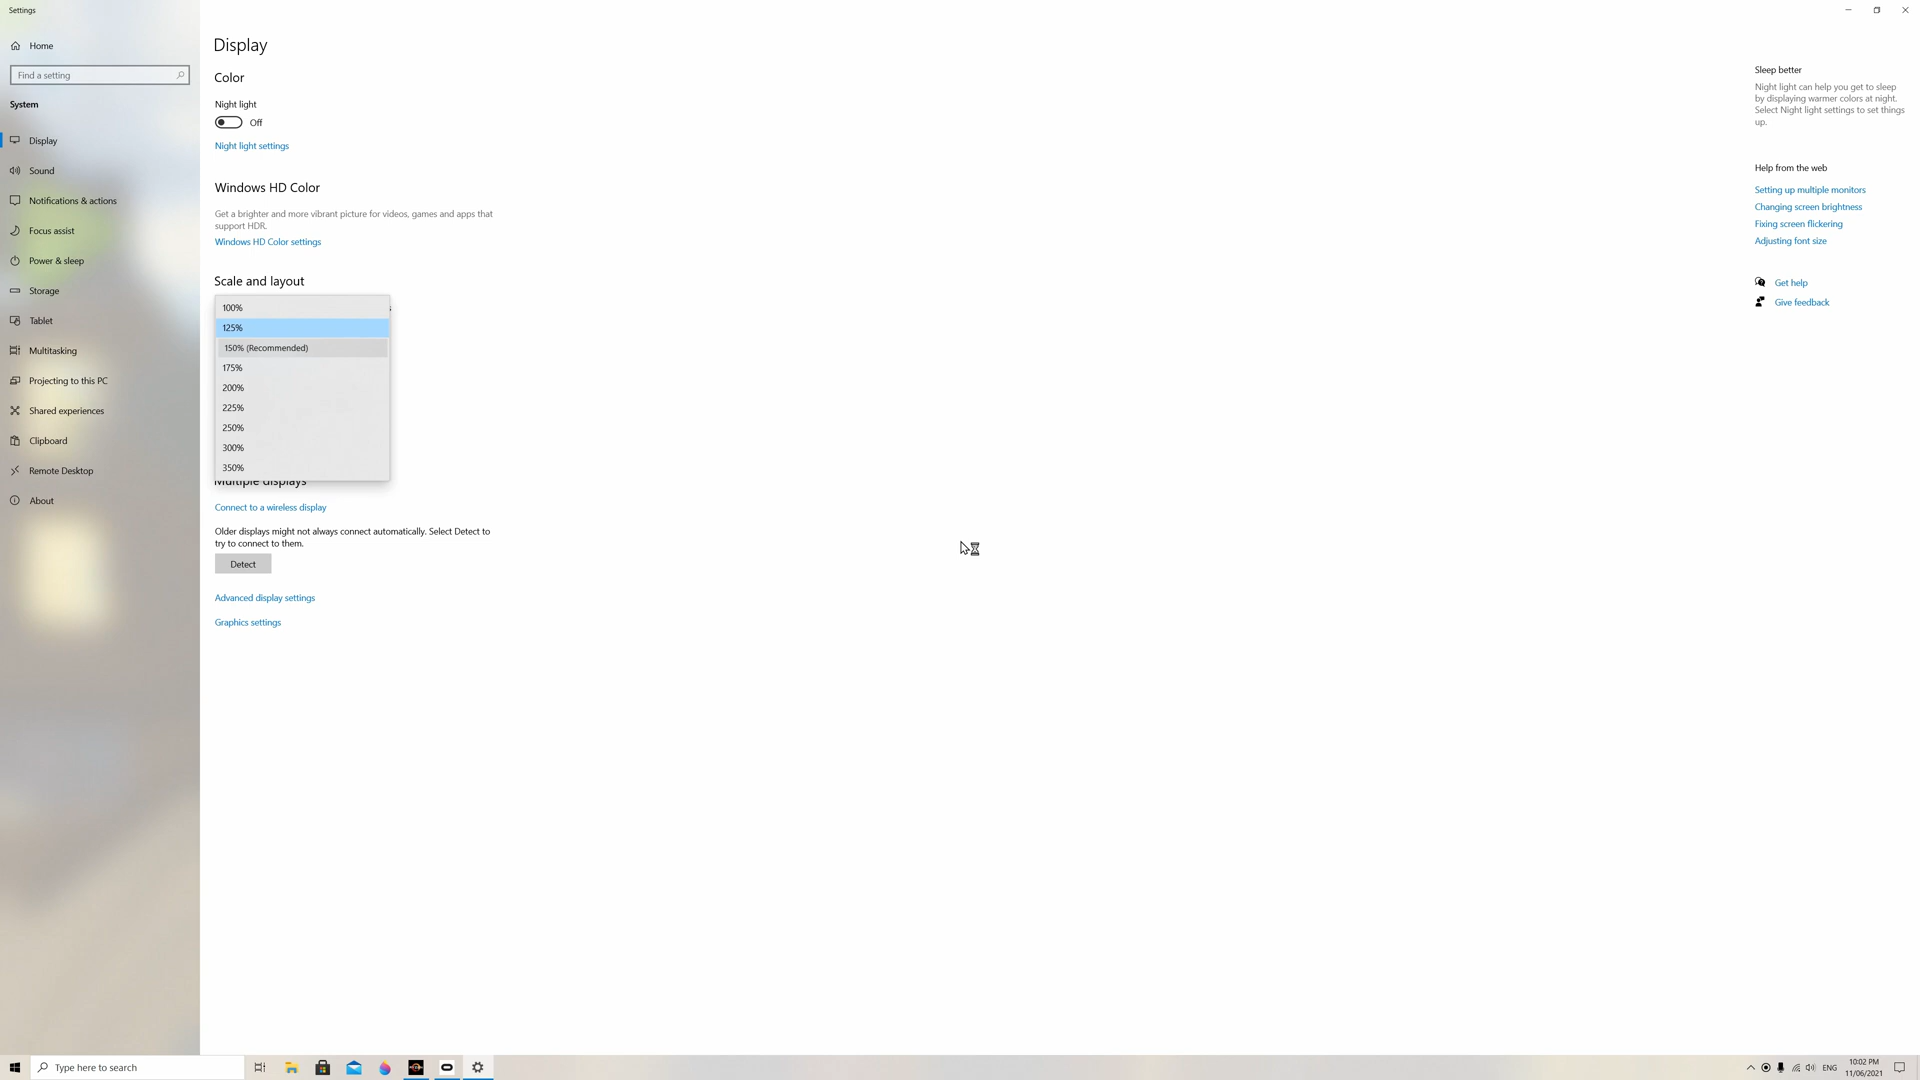 Settings
Home
Find a setting
System
Display
Sound
Notifications & actions
Focus assist
Power & sleep
Storage
Tablet
Multitasking
Projecting to this PC
Shared experiences
Clipboard
Remote Desktop
About
Display
Color
Night light
Off
Night light settings
Windows HD Color
Get a brighter and more vibrant picture for videos, games and apps that
support HDR.
Windows HD Color settings
Scale and layout
100%
125%
150% (Recommended)
175%
200%
225%
250%
300%
350%
Multiple displays
Connect to a wireless display
Older displays might not always connect automatically. Select Detect to
try to connect to them.
Detect
Advanced display settings
Graphics settings
Sleep better
Night light can help you get to sleep
by displaying warmer colors at night.
Select Night light settings to set things
up.
Help from the web
Setting up multiple monitors
Changing screen brightness
Fixing screen flickering
Adjusting font size
Get help
Give feedback
Type here to search
ENG
10:02 PM
11/06/2021